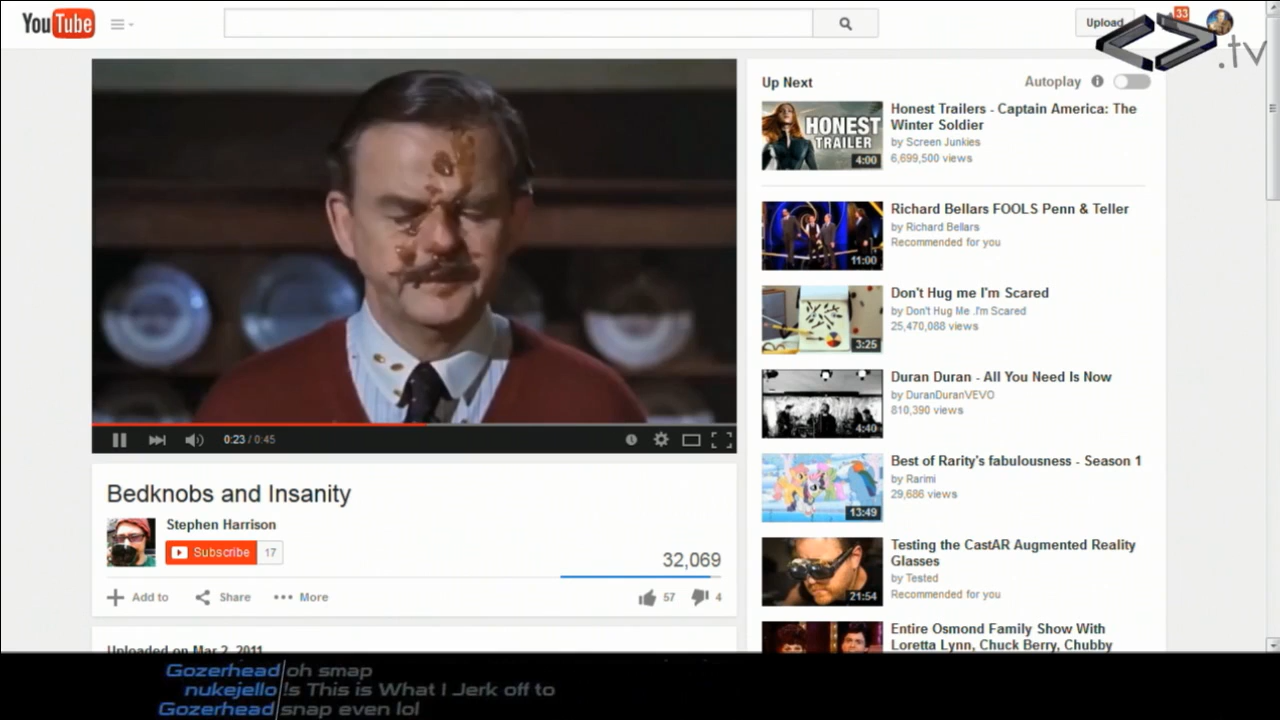 YouTube
Upload
33
.tv
Up Next
Autoplay
HONEST
TRAILER
4:00
Honest Trailers - Captain America: The
Winter Soldier
by Screen Junkies
6,699,500 views
11:00
Richard Bellars FOOLS Penn & Teller
by Richard Bellars
Recommended for you
3:25
Don't Hug me I'm Scared
by Don't Hug Me .I'm Scared
25,470,088 views
4:40
Duran Duran - All You Need Is Now
by DuranDuranVEVO
810,390 views
13:49
Best of Rarity's fabulousness - Season 1
by Rarimi
29,686 views
21:54
Testing the CastAR Augmented Reality
Glasses
by Tested
Recommended for you
Entire Osmond Family Show With
Loretta Lynn, Chuck Berry, Chubby
0:23 / 0:45
Bedknobs and Insanity
Stephen Harrison
Subscribe 17
32,069
Add to Share More 57 4
Uploaded on Mar 2, 2011
Gozerhead oh smap
nukejello !s This is What I Jerk off to
Gozerhead snap even lol